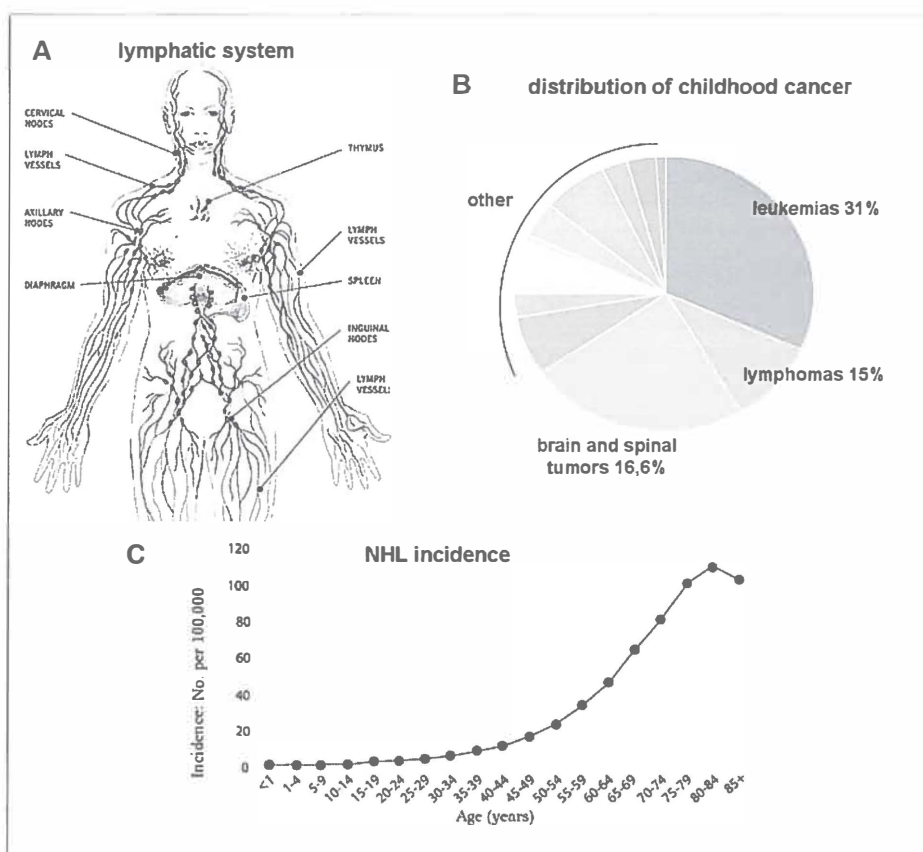 A
lymphatic system
CERVICAL
NODES
LYMPH
VESSELS
AXILLARY
NODES
DIAPHRAGM
THYMUS
LYMPH
VESSELS
SPLEEN
INGUINAL
NODES
LYMPH
VESSELS
B
distribution of childhood cancer
other
leukemias 31%
lymphomas 15%
brain and spinal
tumors 16,6%
C
NHL incidence
Incidence: No. per 100,000
120
100
80
60
40
20
0
<1
1-4
5-9
10-14
15-19
20-24
25-29
30-34
35-39
40-44
45-49
50-54
55-59
60-64
65-69
70-74
75-79
80-84
85+
Age (years)